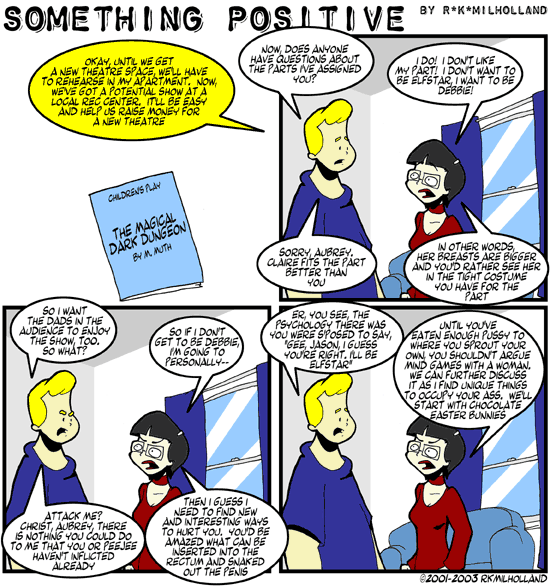 SOMETHING POSITIVE BY R*K*MILHOLLAND
OKAY, UNTIL WE GET
A NEW THEATRE SPACE, WE'LL HAVE
TO REHEARSE IN MY APARTMENT. NOW,
WE'VE GOT A POTENTIAL SHOW AT A
LOCAL REC CENTER. IT'LL BE EASY
AND HELP US RAISE MONEY FOR
A NEW THEATRE
CHILDREN'S PLAY
THE MAGICAL
DARK DUNGEON
BY M. MUTH
NOW, DOES ANYONE
HAVE QUESTIONS ABOUT
THE PARTS I'VE ASSIGNED
YOU?
I DO! I DON'T LIKE
MY PART! I DON'T WANT TO
BE ELFSTAR, I WANT TO BE
DEBBIE!
SORRY, AUBREY,
CLAIRE FITS THE PART
BETTER THAN
YOU
IN OTHER WORDS,
HER BREASTS ARE BIGGER
AND YOU'D RATHER SEE HER
IN THE TIGHT COSTUME
YOU HAVE FOR THE
PART
SO I WANT
THE DADS IN THE
AUDIENCE TO ENJOY
THE SHOW, TOO.
SO WHAT?
SO IF I DON'T
GET TO BE DEBBIE,
I'M GOING TO
PERSONALLY--
ATTACK ME?
CHRIST, AUBREY, THERE
IS NOTHING YOU COULD DO
TO ME THAT YOU OR PEEJEE
HAVEN'T INFLICTED
ALREADY
THEN I GUESS I
NEED TO FIND NEW
AND INTERESTING WAYS
TO HURT YOU. YOU'D BE
AMAZED WHAT CAN BE
INSERTED INTO THE
RECTUM AND SNAKED
OUT THE PENIS
ER, YOU SEE, THE
PSYCHOLOGY THERE WAS
YOU WERE S'POSED TO SAY,
"GEE, JASON, I GUESS
YOU'RE RIGHT. I'LL BE
ELFSTAR"
UNTIL YOU'VE
EATEN ENOUGH PUSSY TO
WHERE YOU SPROUT YOUR
OWN, YOU SHOULDN'T ARGUE
MIND GAMES WITH A WOMAN.
WE CAN FURTHER DISCUSS
IT AS I FIND UNIQUE THINGS
TO OCCUPY YOUR ASS. WE'LL
START WITH CHOCOLATE
EASTER BUNNIES
©2001-2003 RK MILHOLLAND